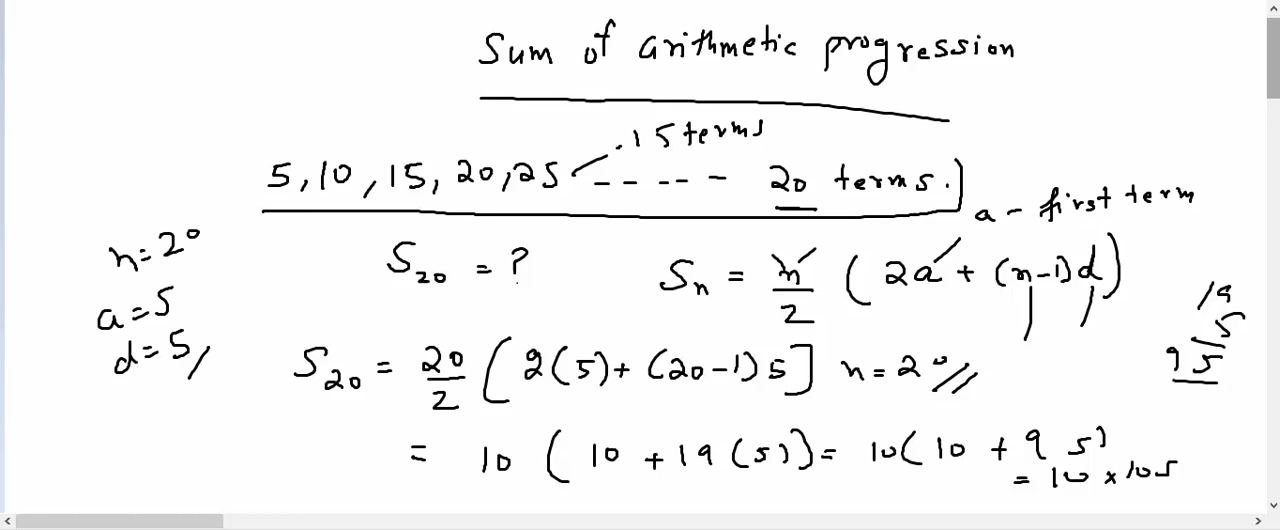 Sum of arithmetic progression
. 15 terms
5, 10, 15, 20, 25 - - - - - 20 terms.
a - first term
n = 20
S20 = ?
Sn = n/2 ( 2a + (n-1)d )
a = 5
d = 5,
S20 = 20/2 [ 2(5) + (20-1) 5 ] n = 20 //
19
5
95
= 10 ( 10 + 19 (5) ) = 10 ( 10 + 95 )
= 10 x 105